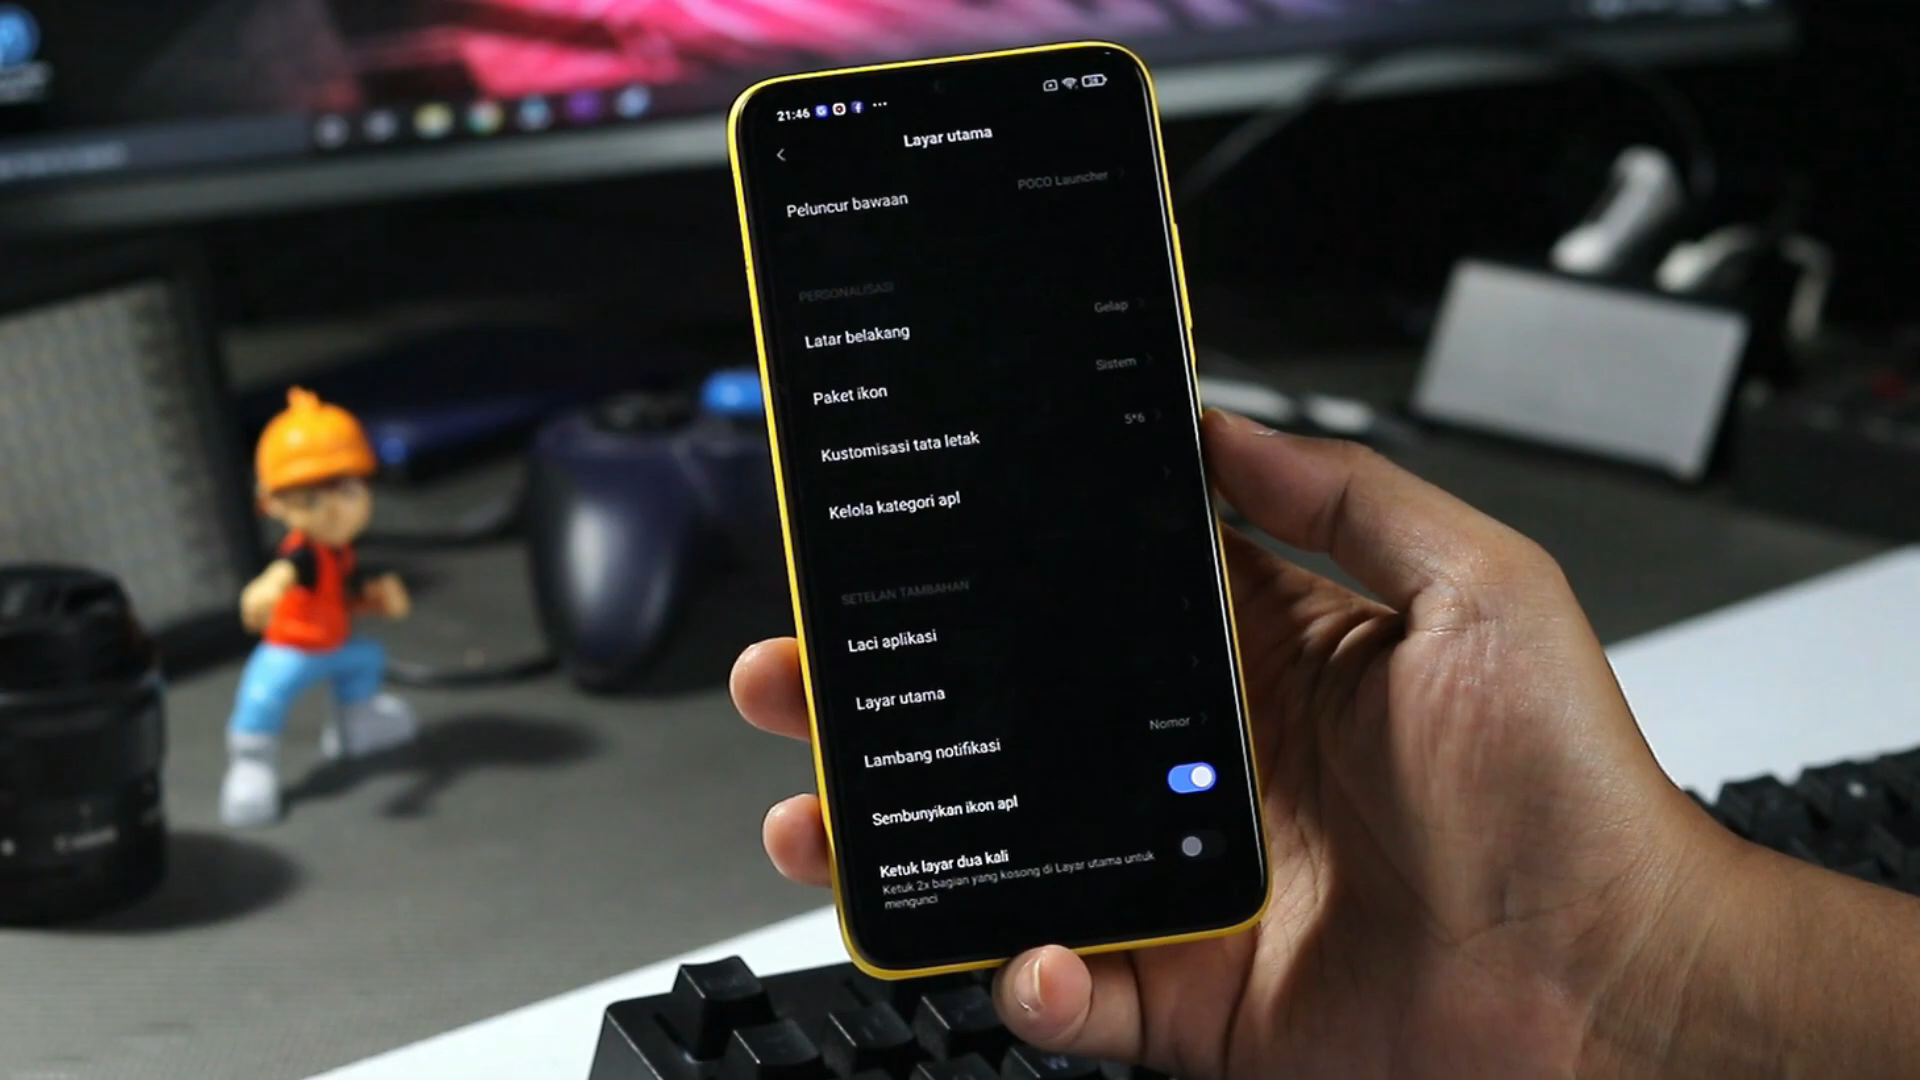 21:46
Layar utama
Peluncur bawaan
POCO Launcher
PERSONALISASI
Latar belakang
Gelap
Paket ikon
Sistem
Kustomisasi tata letak
5*6
Kelola kategori apl
SETELAN TAMBAHAN
Laci aplikasi
Layar utama
Lambang notifikasi
Nomor
Sembunyikan ikon apl
Ketuk layar dua kali
Ketuk 2x bagian yang kosong di Layar utama untuk
mengunci